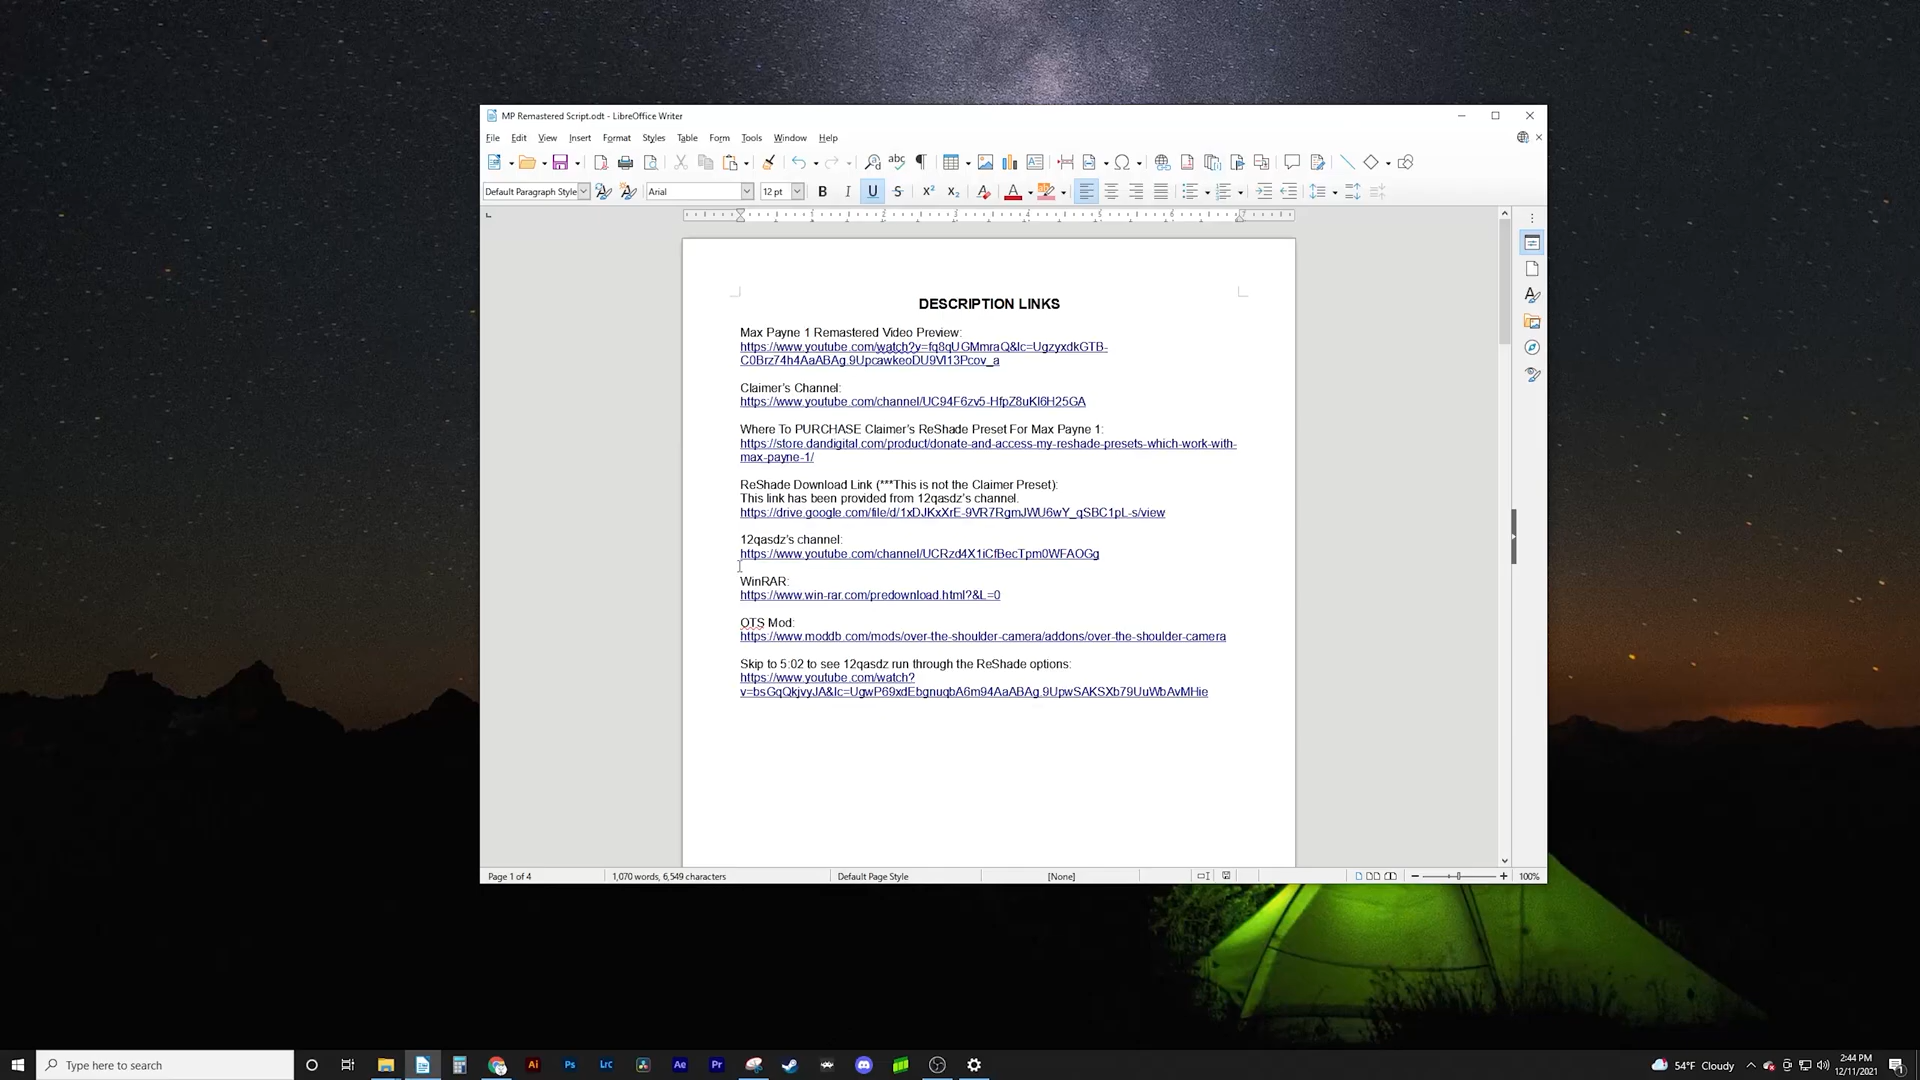 MP Remastered Script.odt - LibreOffice Writer
File Edit View Insert Format Styles Table Form Tools Window Help
Default Paragraph Style Arial 12 pt
DESCRIPTION LINKS
Max Payne 1 Remastered Video Preview:
https://www.youtube.com/watch?y=fq8qUGMmraQ&lc=UgzyxdkGTB-
C0Brz74h4AaABAg.9UpcawkeoDU9Vl13Pcov_a
Claimer's Channel:
https://www.youtube.com/channel/UC94F6zv5-HfpZ8uKl6H25GA
Where To PURCHASE Claimer's ReShade Preset For Max Payne 1:
https://store.dandigital.com/product/donate-and-access-my-reshade-presets-which-work-with-
max-payne-1/
ReShade Download Link (***This is not the Claimer Preset):
This link has been provided from 12qasdz's channel.
https://drive.google.com/file/d/1xDJKxXrE-9VR7RgmJWU6wY_qSBC1pL-s/view
12qasdz's channel:
https://www.youtube.com/channel/UCRzd4X1iCfBecTpm0WFAOGg
WinRAR:
https://www.win-rar.com/predownload.html?&L=0
OTS Mod:
https://www.moddb.com/mods/over-the-shoulder-camera/addons/over-the-shoulder-camera
Skip to 5:02 to see 12qasdz run through the ReShade options:
https://www.youtube.com/watch?
v=bsGqQkjvyJA&lc=UgwP69xdEbgnuqbA6m94AaABAg.9UpwSAKSXb79UuWbAvMHie
Page 1 of 4 1,070 words, 6,549 characters Default Page Style [None] 100%
Type here to search Ai Ps Lrc Ae Pr 54°F Cloudy 2:44 PM
12/11/2021